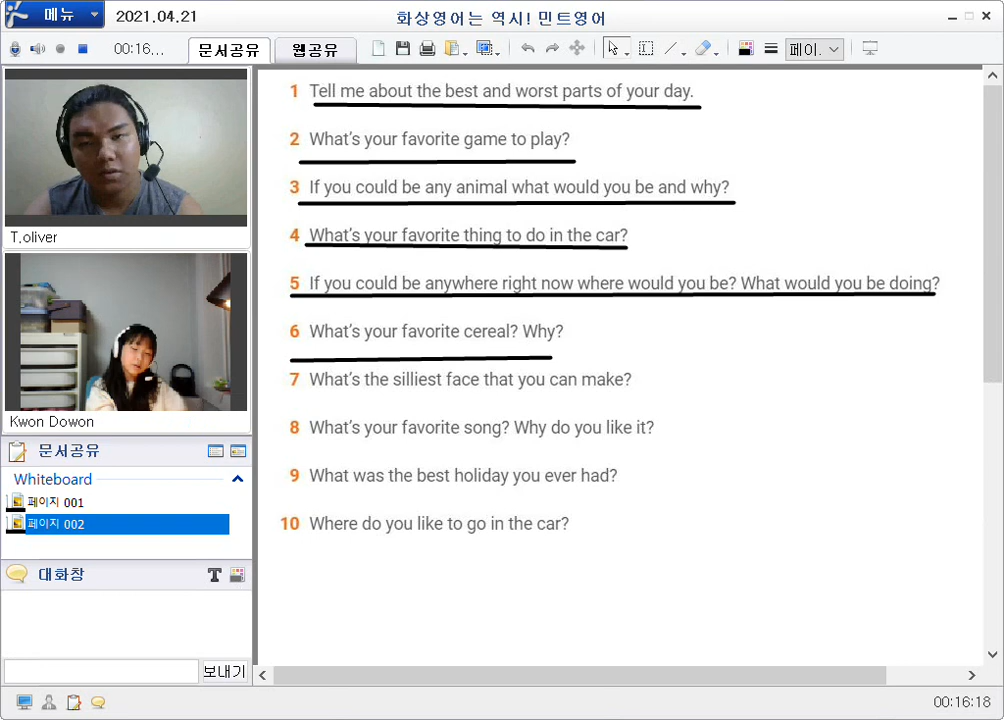 메뉴
2021.04.21
화상영어는 역시! 민트영어
00:16...
문서공유
웹공유
페이.
T.oliver
Kwon Dowon
문서공유
Whiteboard
페이지 001
페이지 002
대화창
T
보내기
1 Tell me about the best and worst parts of your day.
2 What's your favorite game to play?
3 If you could be any animal what would you be and why?
4 What's your favorite thing to do in the car?
5 If you could be anywhere right now where would you be? What would you be doing?
6 What's your favorite cereal? Why?
7 What's the silliest face that you can make?
8 What's your favorite song? Why do you like it?
9 What was the best holiday you ever had?
10 Where do you like to go in the car?
00:16:18